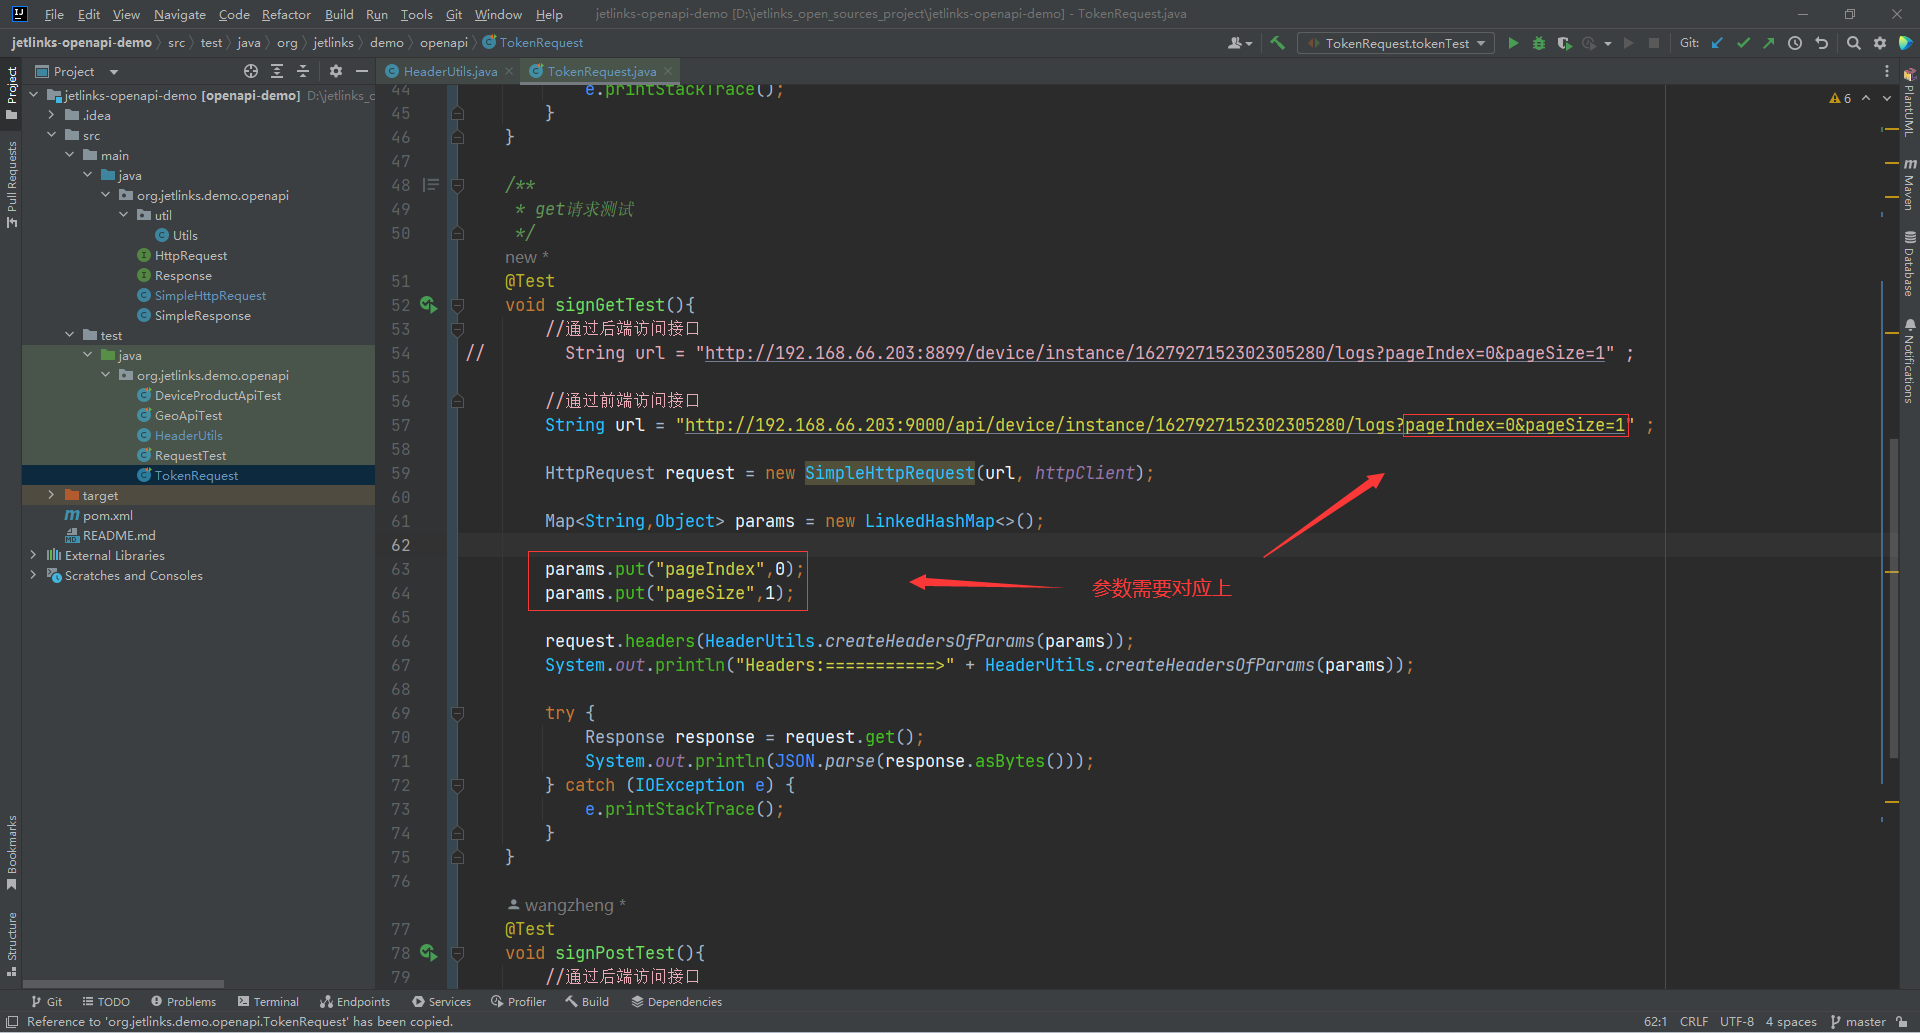 File Edit View Navigate Code Refactor Build Run Tools Git Window Help jetlinks-openapi-demo [D:\jetlinks_open_sources_project\jetlinks-openapi-demo] - TokenRequest.java
jetlinks-openapi-demo src test java org jetlinks demo openapi TokenRequest
TokenRequest.tokenTest
Git:
Project
HeaderUtils.java
TokenRequest.java
Project
Pull Requests
Bookmarks
Structure
jetlinks-openapi-demo [openapi-demo] D:\jetlinks_o
.idea
src
main
java
org.jetlinks.demo.openapi
util
Utils
HttpRequest
Response
SimpleHttpRequest
SimpleResponse
test
java
org.jetlinks.demo.openapi
DeviceProductApiTest
GeoApiTest
HeaderUtils
RequestTest
TokenRequest
target
pom.xml
README.md
External Libraries
Scratches and Consoles
6
44 e.printStackTrace();
45 }
46 }
47
48 /**
49 * get请求测试
50 */
new *
51 @Test
52 void signGetTest(){
53 //通过后端访问接口
54 // String url = "http://192.168.66.203:8899/device/instance/1627927152302305280/logs?pageIndex=0&pageSize=1" ;
55
56 //通过前端访问接口
57 String url = "http://192.168.66.203:9000/api/device/instance/1627927152302305280/logs?pageIndex=0&pageSize=1" ;
58
59 HttpRequest request = new SimpleHttpRequest(url, httpClient);
60
61 Map<String,Object> params = new LinkedHashMap<>();
62
63 params.put("pageIndex",0);
64 params.put("pageSize",1);
参数需要对应上
65
66 request.headers(HeaderUtils.createHeadersOfParams(params));
67 System.out.println("Headers:===========>" + HeaderUtils.createHeadersOfParams(params));
68
69 try {
70 Response response = request.get();
71 System.out.println(JSON.parse(response.asBytes()));
72 } catch (IOException e) {
73 e.printStackTrace();
74 }
75 }
76
wangzheng *
77 @Test
78 void signPostTest(){
79 //通过后端访问接口
PlantUML
Maven
Database
Notifications
Git TODO Problems Terminal Endpoints Services Profiler Build Dependencies
Reference to 'org.jetlinks.demo.openapi.TokenRequest' has been copied.
62:1 CRLF UTF-8 4 spaces master